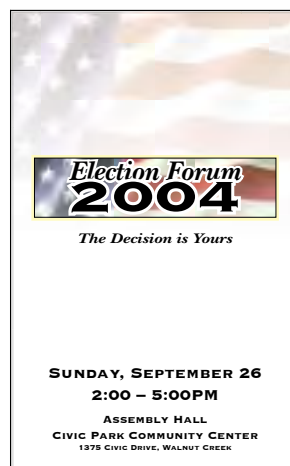 Election Forum
2004
The Decision is Yours
Sunday, September 26
2:00 – 5:00PM
Assembly Hall
Civic Park Community Center
1375 Civic Drive, Walnut Creek